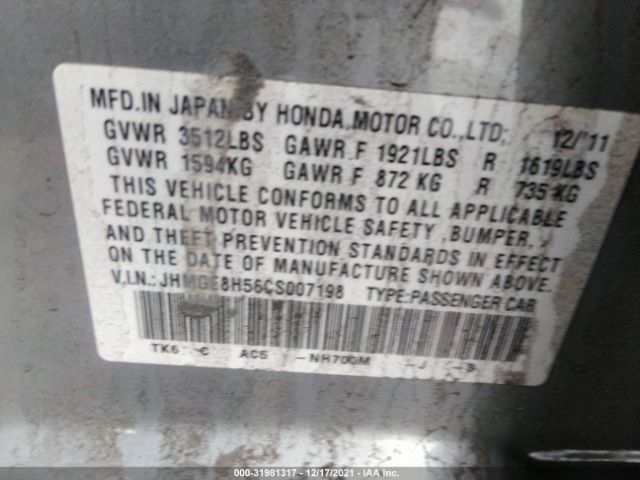 MFD.IN JAPAN BY HONDA MOTOR CO.,LTD; 12/'11
GVWR 3512LBS GAWR F 1921LBS R 1619LBS
GVWR 1594KG GAWR F 872 KG R 735 KG
THIS VEHICLE CONFORMS TO ALL APPLICABLE
FEDERAL MOTOR VEHICLE SAFETY ,BUMPER,
AND THEFT PREVENTION STANDARDS IN EFFECT
ON THE DATE OF MANUFACTURE SHOWN ABOVE.
V.I.N.: JHMGE8H56CS007198 TYPE:PASSENGER CAR
TK6 C AC5 -NH700M -J -S
000-31981317 - 12/17/2021 - IAA Inc.